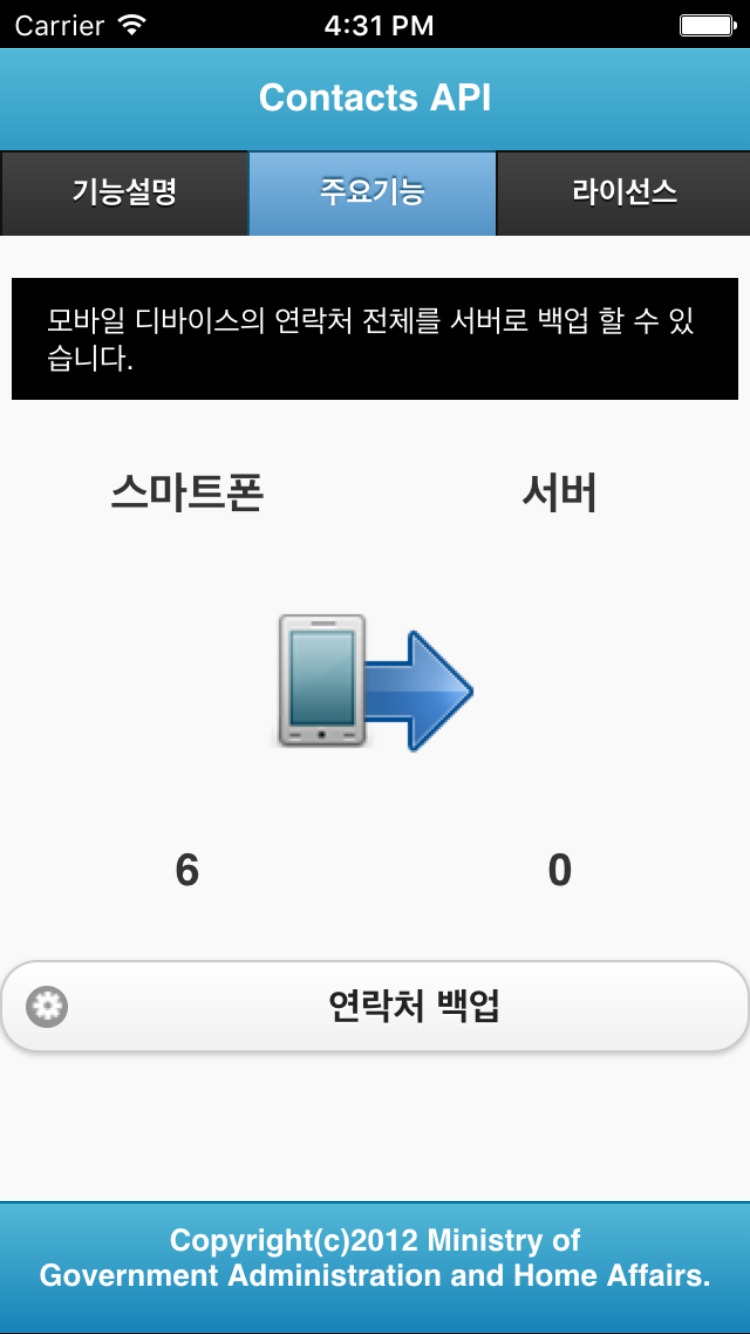 Carrier 4:31 PM
Contacts API
기능설명 주요기능 라이선스
모바일 디바이스의 연락처 전체를 서버로 백업 할 수 있
습니다.
스마트폰 서버
6 0
연락처 백업
Copyright(c)2012 Ministry of
Government Administration and Home Affairs.